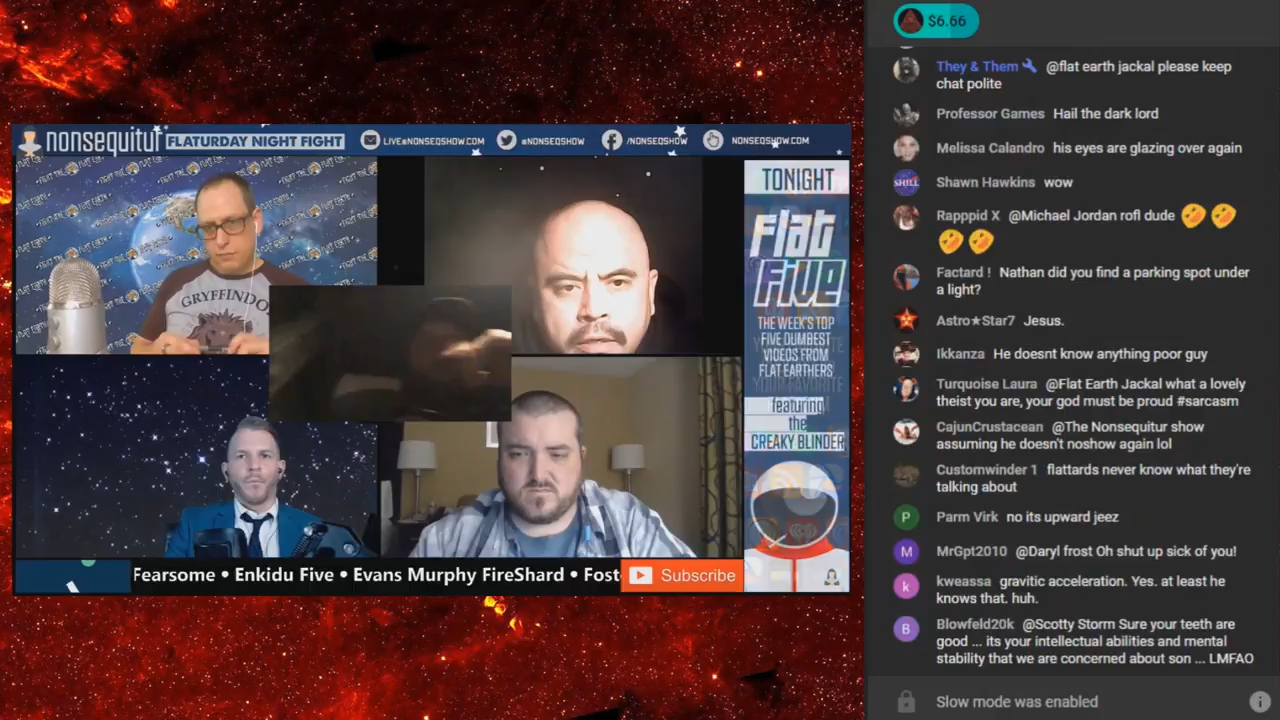 nonsequitur FLATURDAY NIGHT FIGHT LIVE@NONSEQSHOW.COM @NONSEQSHOW /NONSEQSHOW NONSEQSHOW.COM
GRYFFINDO
TONIGHT
Flat
Five
THE WEEK'S TOP
FIVE DUMBEST
VIDEOS FROM
FLAT EARTHERS
featuring
the
CREAKY BLINDER
Fearsome • Enkidu Five • Evans Murphy FireShard • Fost
Subscribe
$6.66
They & Them @flat earth jackal please keep
chat polite
Professor Games Hail the dark lord
Melissa Calandro his eyes are glazing over again
SHILL Shawn Hawkins wow
Rapppid X @Michael Jordan rofl dude 🤣🤣
🤣🤣
Factard ! Nathan did you find a parking spot under
a light?
Astro★Star7 Jesus.
Ikkanza He doesnt know anything poor guy
Turquoise Laura @Flat Earth Jackal what a lovely
theist you are, your god must be proud #sarcasm
CajunCrustacean @The Nonsequitur show
assuming he doesn't noshow again lol
Customwinder 1 flattards never know what they're
talking about
P Parm Virk no its upward jeez
M MrGpt2010 @Daryl frost Oh shut up sick of you!
k kweassa gravitic acceleration. Yes. at least he
knows that. huh.
B Blowfeld20k @Scotty Storm Sure your teeth are
good ... its your intellectual abilities and mental
stability that we are concerned about son ... LMFAO
Slow mode was enabled